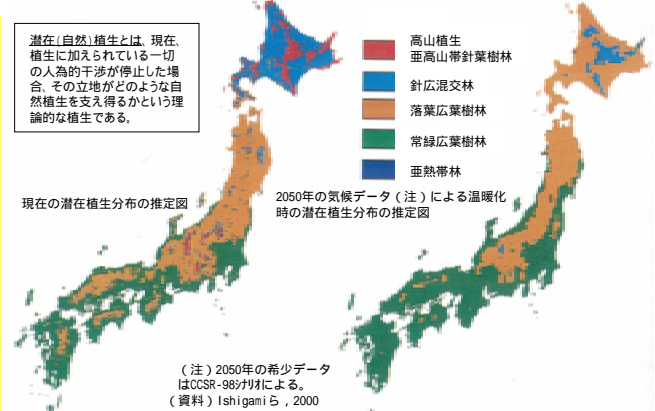 潜在(自然)植生とは、現在、
植生に加えられている一切
の人為的干渉が停止した場
合、その立地がどのような自
然植生を支え得るかという理
論的な植生である。
高山植生
亜高山帯針葉樹林
針広混交林
落葉広葉樹林
常緑広葉樹林
亜熱帯林
現在の潜在植生分布の推定図
2050年の気候データ(注)による温暖化
時の潜在植生分布の推定図
(注)2050年の希少データ
はCCSR-98ｼﾅﾘｵによる。
(資料)Ishigamiら,2000